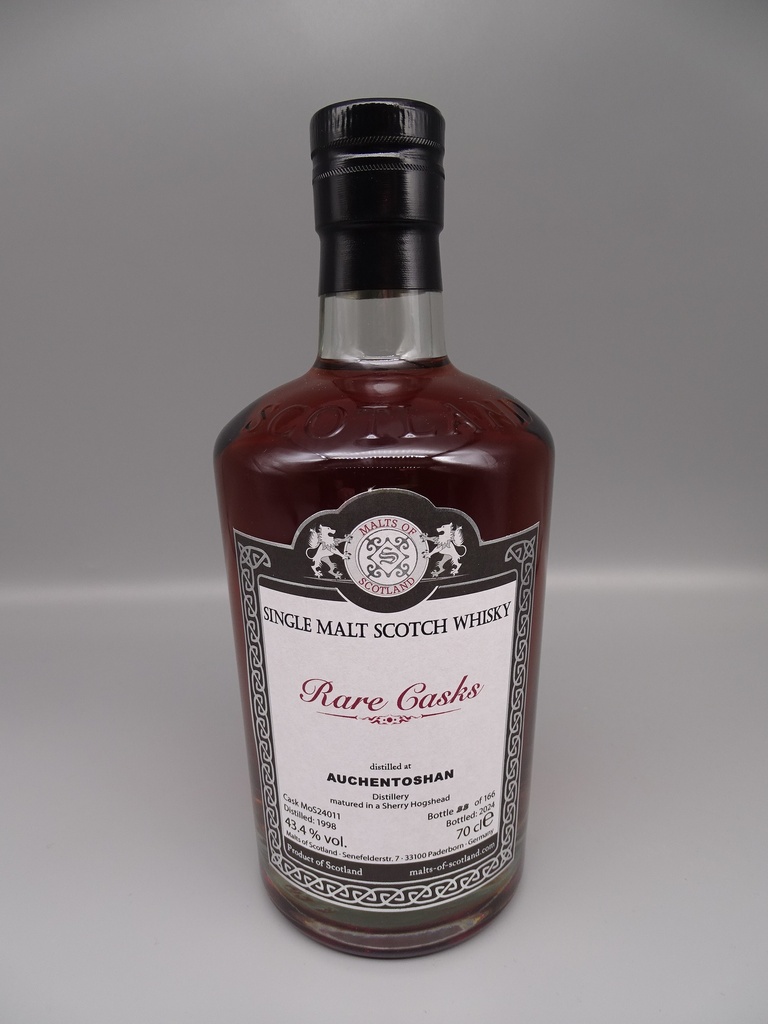 SCOTLAND
MALTS OF
S
SCOTLAND
SINGLE MALT SCOTCH WHISKY
Rare Casks
distilled at
AUCHENTOSHAN
Distillery
matured in a Sherry Hogshead
Cask MoS24011
Bottle 88 of 166
Distilled: 1998
Bottled: 2024
43.4 % vol.
70 cl e
Malts of Scotland · Senefelderstr. 7 · 33100 Paderborn · Germany
Product of Scotland
malts-of-scotland.com